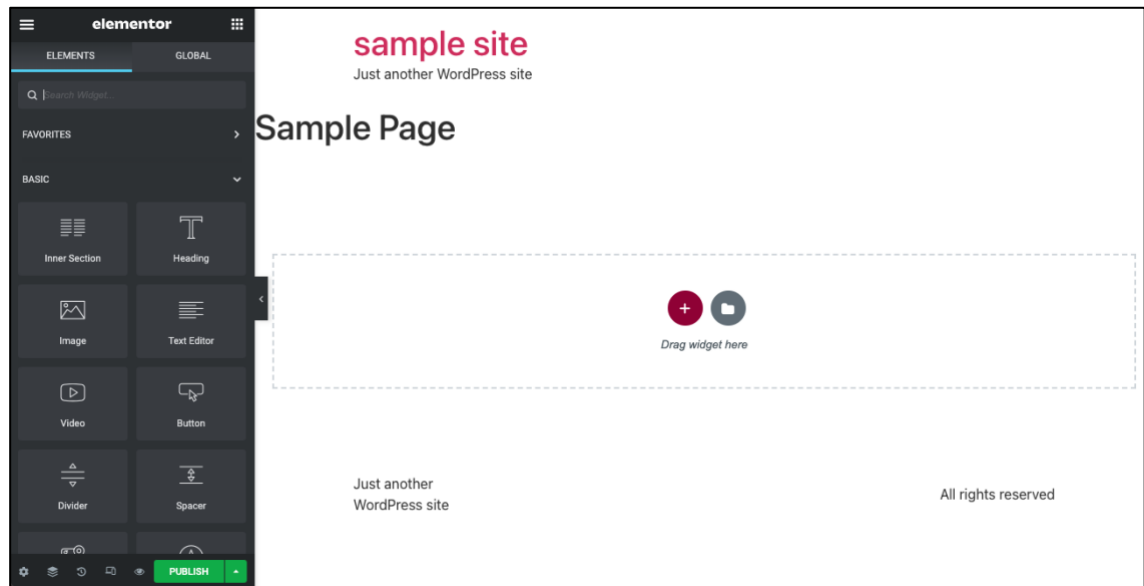 elementor
ELEMENTS GLOBAL
Search Widget...
FAVORITES
BASIC
Inner Section Heading
Image Text Editor
Video Button
Divider Spacer
PUBLISH
sample site
Just another WordPress site
Sample Page
Drag widget here
Just another
WordPress site
All rights reserved